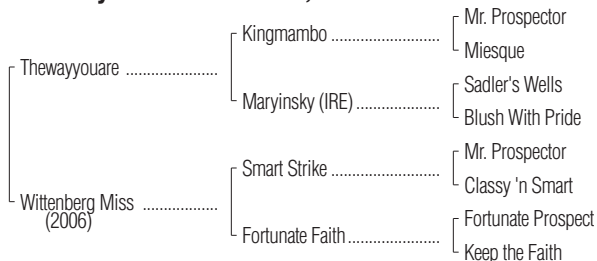 Mr. Prospector
Kingmambo
Miesque
Thewayyouare
Sadler's Wells
Maryinsky (IRE)
Blush With Pride
Mr. Prospector
Smart Strike
Classy 'n Smart
Wittenberg Miss
(2006)
Fortunate Prospect
Fortunate Faith
Keep the Faith